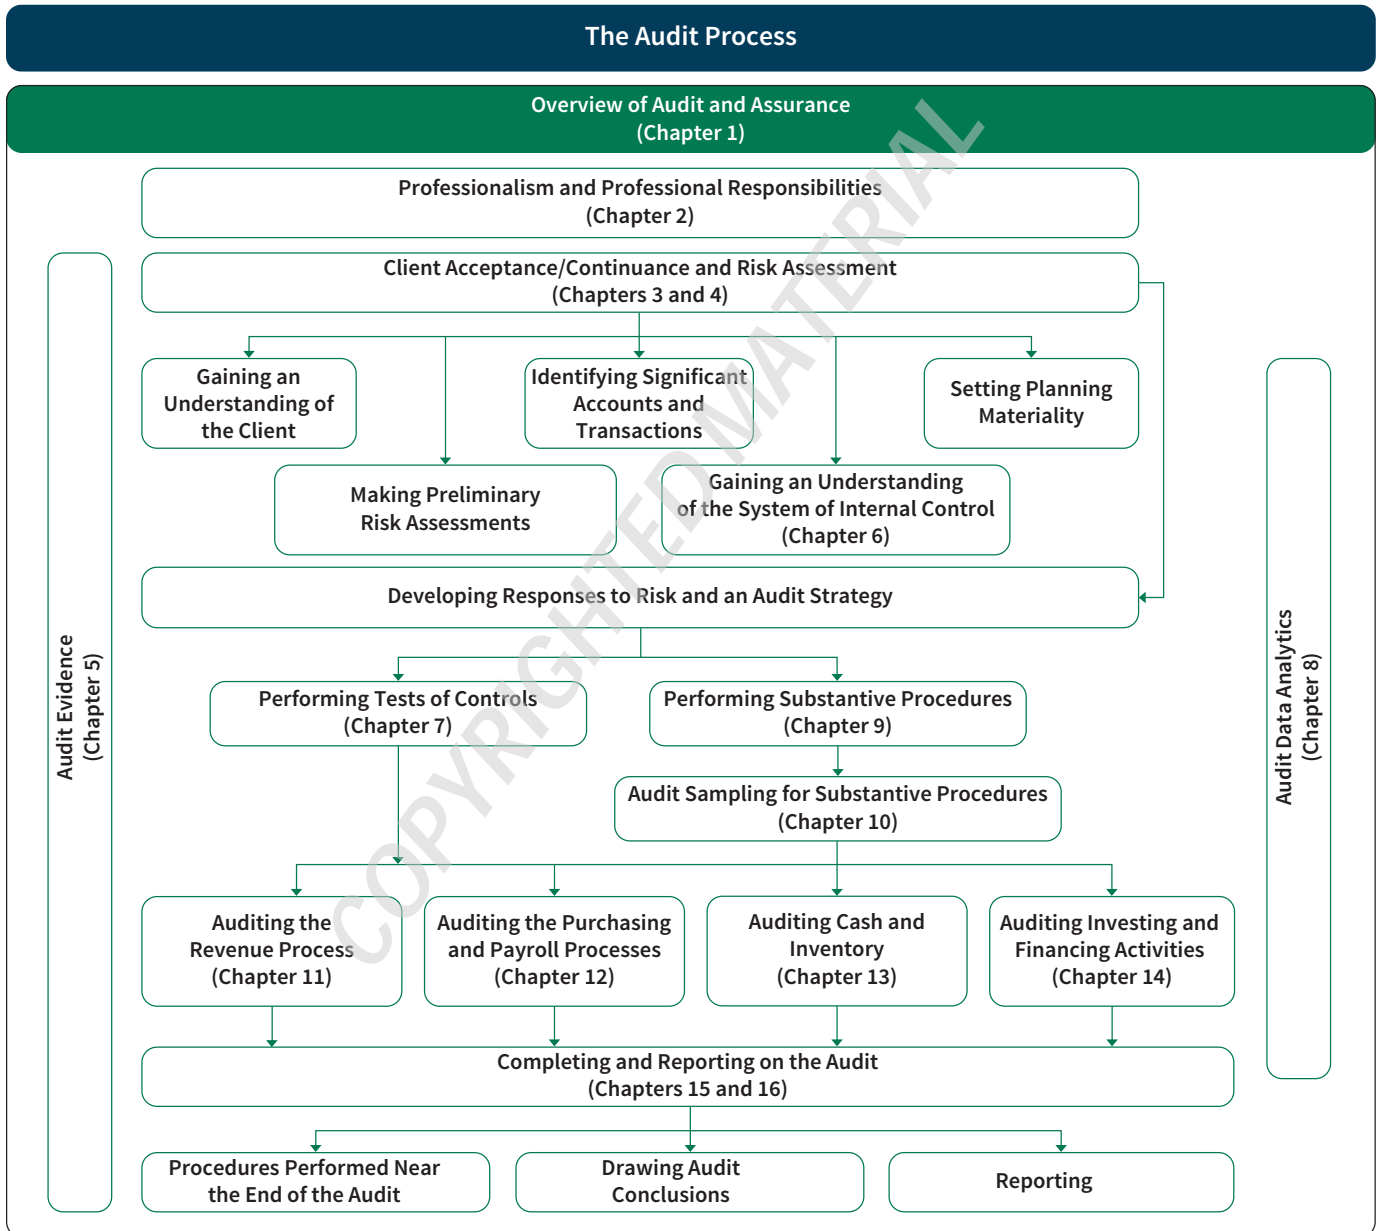 The Audit Process
Overview of Audit and Assurance
(Chapter 1)
Professionalism and Professional Responsibilities
(Chapter 2)
Client Acceptance/Continuance and Risk Assessment
(Chapters 3 and 4)
Gaining an
Understanding of
the Client
Identifying Significant
Accounts and
Transactions
Setting Planning
Materiality
Making Preliminary
Risk Assessments
Gaining an Understanding
of the System of Internal Control
(Chapter 6)
Developing Responses to Risk and an Audit Strategy
Audit Evidence
(Chapter 5)
Audit Data Analytics
(Chapter 8)
Performing Tests of Controls
(Chapter 7)
Performing Substantive Procedures
(Chapter 9)
Audit Sampling for Substantive Procedures
(Chapter 10)
Auditing the
Revenue Process
(Chapter 11)
Auditing the Purchasing
and Payroll Processes
(Chapter 12)
Auditing Cash and
Inventory
(Chapter 13)
Auditing Investing and
Financing Activities
(Chapter 14)
Completing and Reporting on the Audit
(Chapters 15 and 16)
Procedures Performed Near
the End of the Audit
Drawing Audit
Conclusions
Reporting
COPYRIGHTED MATERIAL